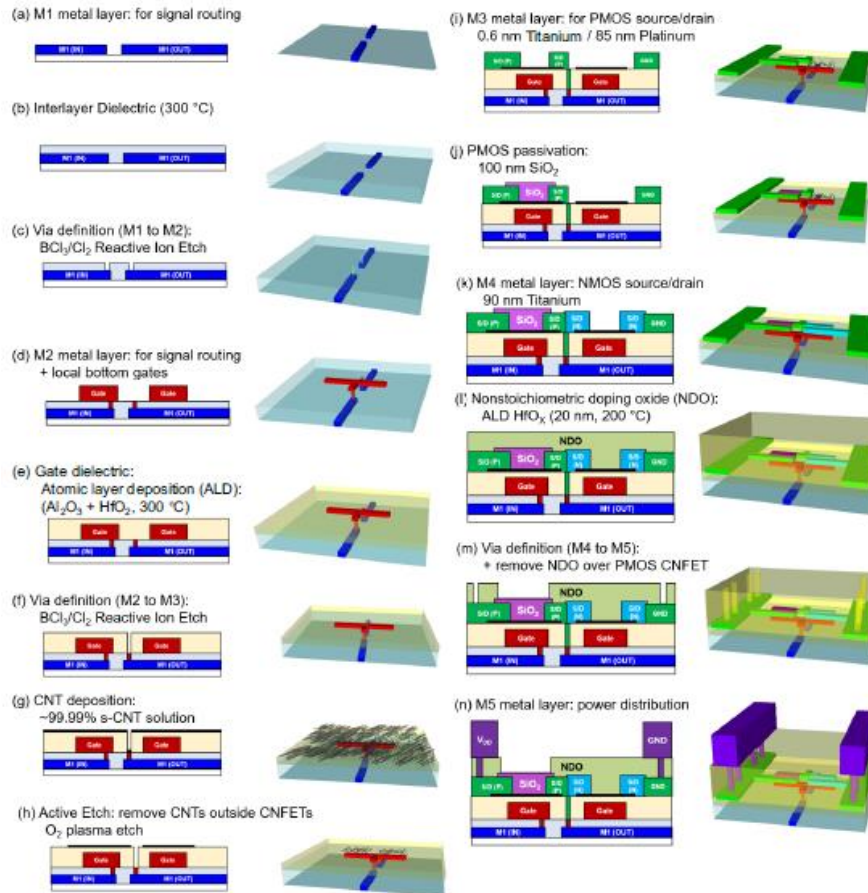 (a) M1 metal layer: for signal routing
M1 (IN) M1 (OUT)
(b) Interlayer Dielectric (300 °C)
M1 (IN) M1 (OUT)
(c) Via definition (M1 to M2):
BCl₃/Cl₂ Reactive Ion Etch
M1 (IN) M1 (OUT)
(d) M2 metal layer: for signal routing
+ local bottom gates
Gate Gate
M1 (IN) M1 (OUT)
(e) Gate dielectric:
Atomic layer deposition (ALD):
(Al₂O₃ + HfO₂, 300 °C)
Gate Gate
M1 (IN) M1 (OUT)
(f) Via definition (M2 to M3):
BCl₃/Cl₂ Reactive Ion Etch
Gate Gate
M1 (IN) M1 (OUT)
(g) CNT deposition:
~99.99% s-CNT solution
Gate Gate
M1 (IN) M1 (OUT)
(h) Active Etch: remove CNTs outside CNFETs
O₂ plasma etch
Gate Gate
M1 (IN) M1 (OUT)
(i) M3 metal layer: for PMOS source/drain
0.6 nm Titanium / 85 nm Platinum
S/D (P) S/D (P) GND
Gate Gate
M1 (IN) M1 (OUT)
(j) PMOS passivation:
100 nm SiO₂
S/D (P) SiO₂ S/D (P) GND
Gate Gate
M1 (IN) M1 (OUT)
(k) M4 metal layer: NMOS source/drain
90 nm Titanium
S/D (P) SiO₂ S/D (P) S/D (N) S/D (N) GND
Gate Gate
M1 (IN) M1 (OUT)
(l) Nonstoichiometric doping oxide (NDO):
ALD HfOₓ (20 nm, 200 °C)
NDO
S/D (P) SiO₂ S/D (P) S/D (N) S/D (N) GND
Gate Gate
M1 (IN) M1 (OUT)
(m) Via definition (M4 to M5):
+ remove NDO over PMOS CNFET
NDO
S/D (P) SiO₂ S/D (P) S/D (N) S/D (N) GND
Gate Gate
M1 (IN) M1 (OUT)
(n) M5 metal layer: power distribution
V_DD GND
NDO
S/D (P) SiO₂ S/D (P) S/D (N) S/D (N) GND
Gate Gate
M1 (IN) M1 (OUT)